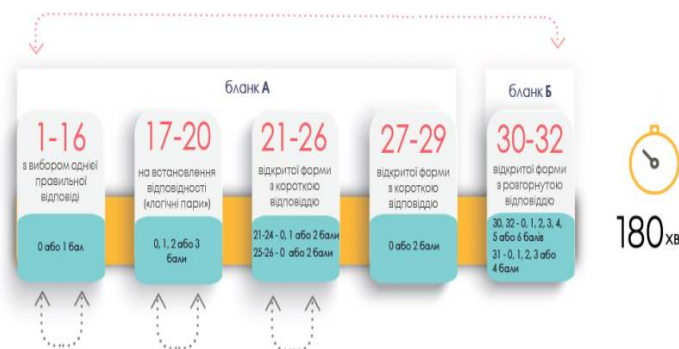 бланк А
бланк Б
1-16
з вибором однієї
правильної
відповіді
0 або 1 бал
17-20
на вотановлення
відповідності
(«логічні пари»)
0, 1, 2 або 3
бали
21-26
відкритої форми
з короткою
відповіддю
21-24 - 0, 1 або 2 бали
25-26 - 0 або 2 бали
27-29
відкритої форми
з короткою
відповіддю
0 або 2 бали
30-32
відкритої форми
з розгорнутою
відповіддю
30, 32 - 0, 1, 2, 3, 4,
5 або 6 балів
31 - 0, 1, 2, 3 або
4 бали
180хв